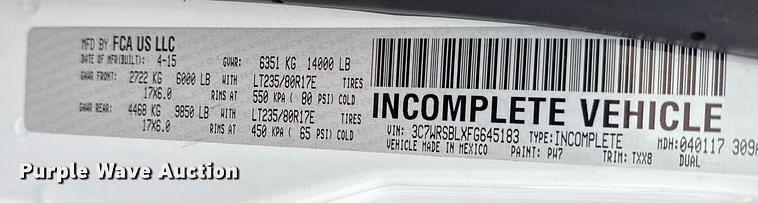 MFD BY FCA US LLC
DATE OF MFR(BUILT): 4-15 GVWR: 6351 KG 14000 LB
GAWR FRONT: 2722 KG 6000 LB WITH LT235/80R17E TIRES
17X6.0 RIMS AT 550 KPA ( 80 PSI) COLD
GAWR REAR: 4468 KG 9850 LB WITH LT235/80R17E TIRES
17X6.0 RIMS AT 450 KPA ( 65 PSI) COLD
INCOMPLETE VEHICLE
VIN: 3C7WRSBLXFG645183 TYPE: INCOMPLETE MDH: 040117 309A
VEHICLE MADE IN MEXICO PAINT: PW7 TRIM: TXX8 DUAL
Purple Wave Auction